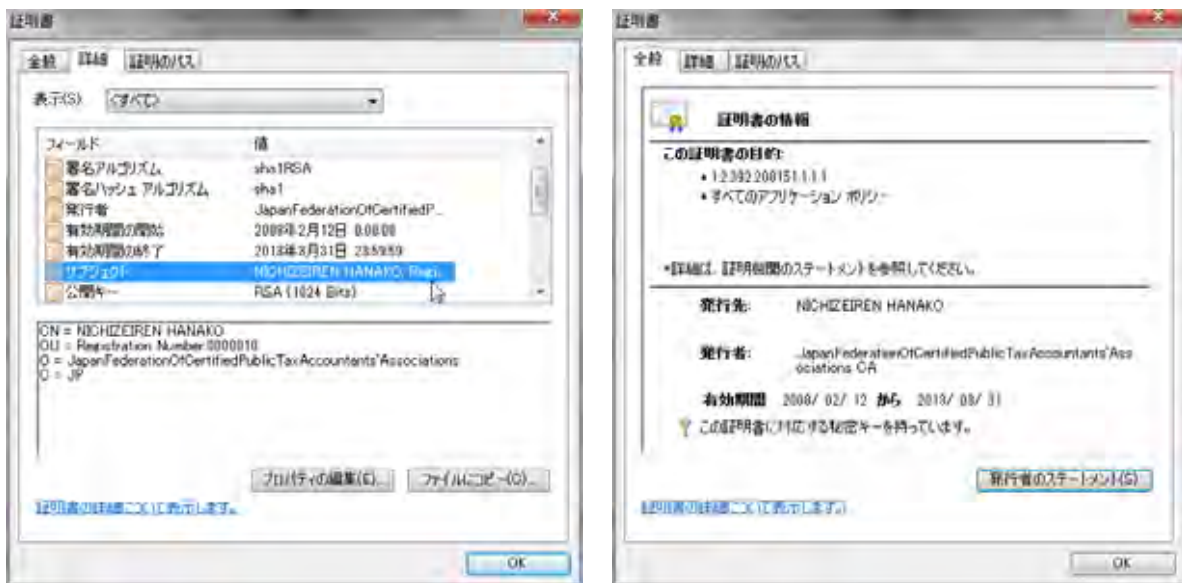 証明書
全般 詳細 証明のパス
表示(S): <すべて>
フィールド 値
署名アルゴリズム sha1RSA
署名ハッシュ アルゴリズム sha1
発行者 JapanFederationOfCertifiedP...
有効期間の開始 2008年2月12日 0:00:00
有効期間の終了 2013年3月31日 23:59:59
サブジェクト NICHIZEIREN HANAKO, Regi...
公開キー RSA (1024 Bits)
CN = NICHIZEIREN HANAKO
OU = Registration Number:0000010
O = JapanFederationOfCertifiedPublicTaxAccountants'Associations
C = JP
プロパティの編集(E)... ファイルにコピー(C)...
証明書の詳細について表示します。
OK
証明書
全般 詳細 証明のパス
証明書の情報
この証明書の目的:
• 1.2.392.200151.1.1.1
• すべてのアプリケーション ポリシー
*詳細は、証明機関のステートメントを参照してください。
発行先: NICHIZEIREN HANAKO
発行者: JapanFederationOfCertifiedPublicTaxAccountants'Ass
ociations CA
有効期間 2008/ 02/ 12 から 2013/ 03/ 31
この証明書に対応する秘密キーを持っています。
発行者のステートメント(S)
証明書の詳細について表示します。
OK